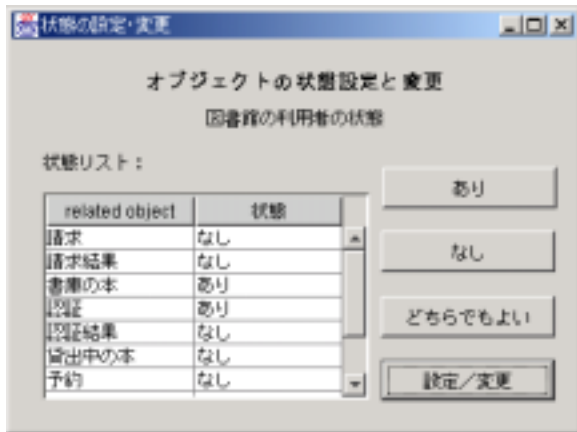 状態の設定・変更
オブジェクトの状態設定と変更
図書館の利用者の状態
状態リスト：
related object 状態
請求 なし
請求結果 なし
書庫の本 あり
認証 あり
認証結果 なし
貸出中の本 なし
予約 なし
あり
なし
どちらでもよい
設定／変更